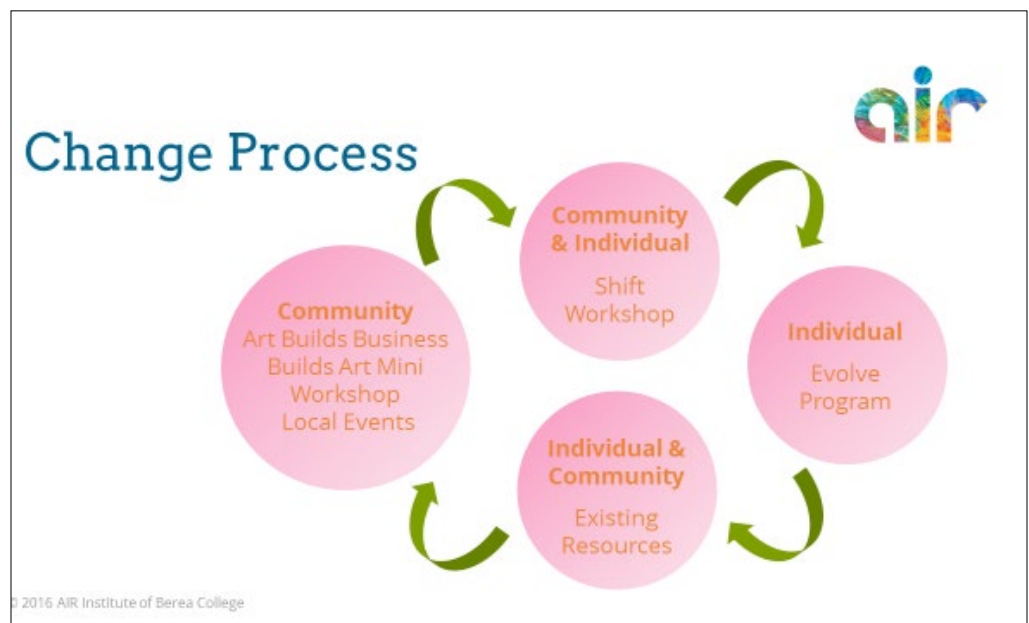 air
Change Process
Community
& Individual
Shift
Workshop
Community
Art Builds Business
Builds Art Mini
Workshop
Local Events
Individual
Evolve
Program
Individual &
Community
Existing
Resources
© 2016 AIR Institute of Berea College